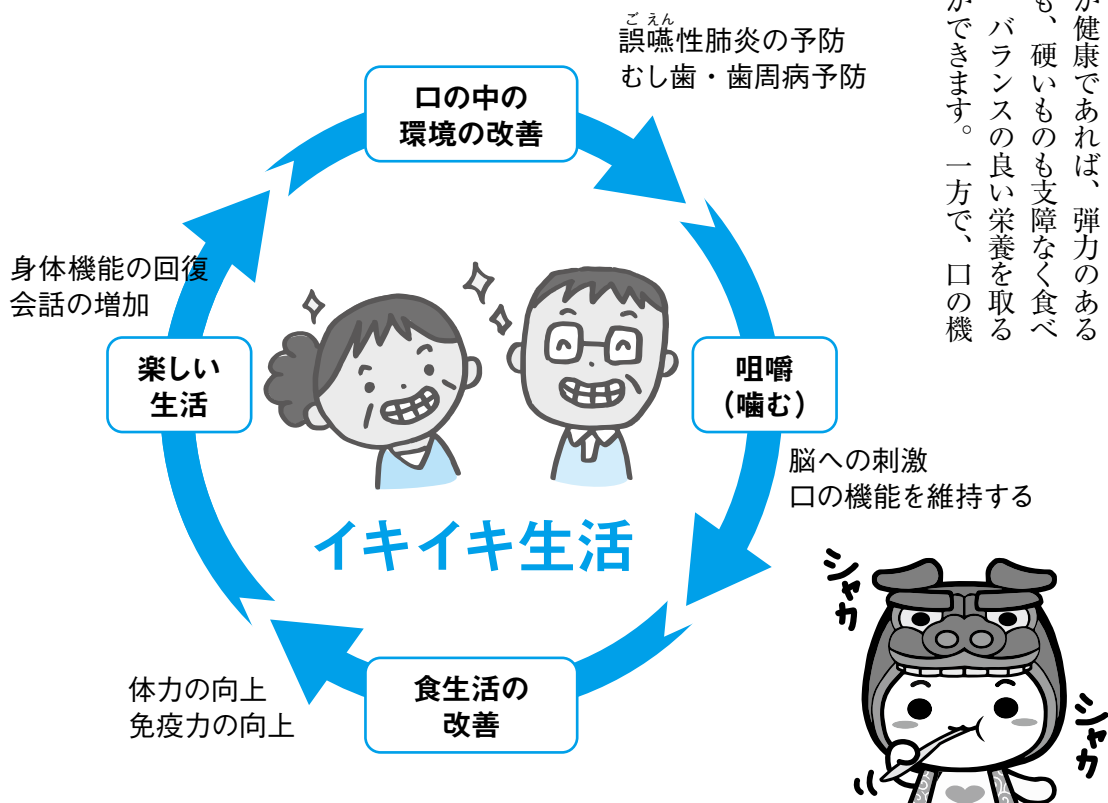 が健康であれば、弾力のある
も、硬いものも支障なく食べ
バランスの良い栄養を取る
ができます。一方で、口の機
ごえん
誤嚥性肺炎の予防
むし歯・歯周病予防
口の中の
環境の改善
身体機能の回復
会話の増加
楽しい
生活
咀嚼
（噛む）
脳への刺激
口の機能を維持する
イキイキ生活
体力の向上
免疫力の向上
食生活の
改善
シャカ
シャカ